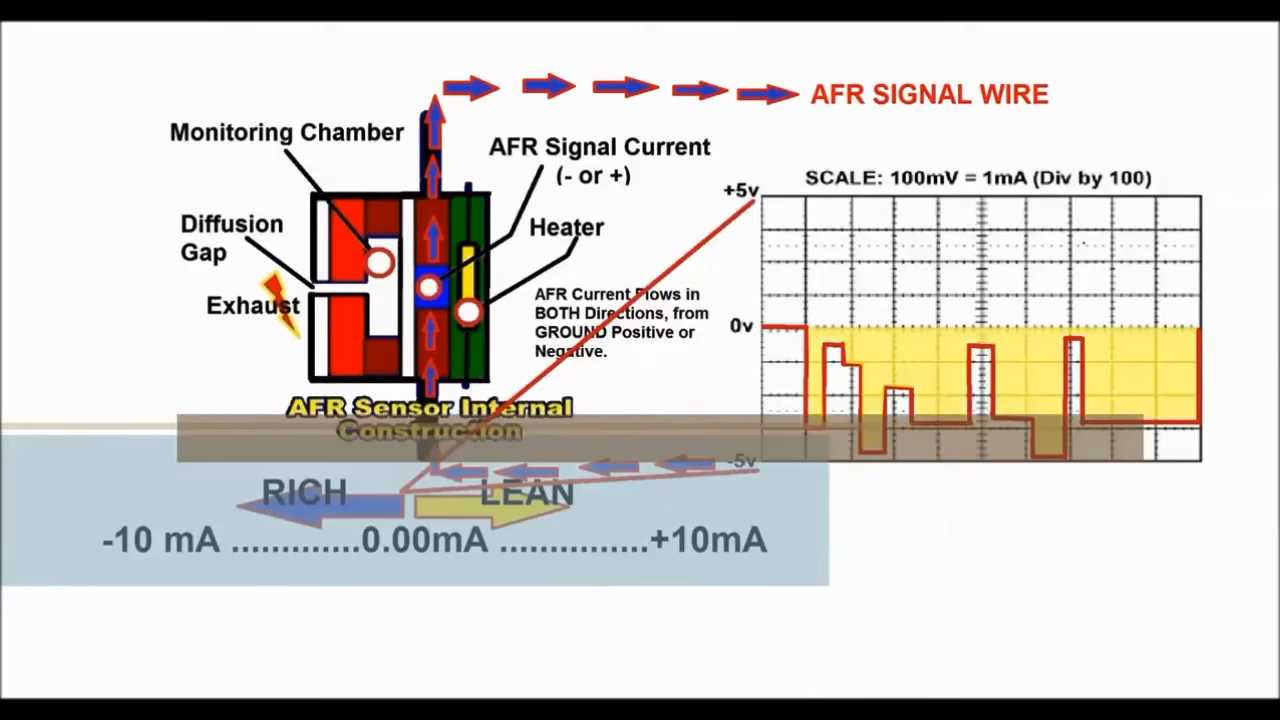 AFR SIGNAL WIRE
Monitoring Chamber
AFR Signal Current
(- or +)
SCALE: 100mV = 1mA (Div by 100)
+5v
Diffusion
Gap
Heater
Exhaust
AFR Current Flows in
BOTH Directions, from
GROUND Positive or
Negative.
0v
AFR Sensor Internal
Construction
-5v
RICH
LEAN
-10 mA .............0.00mA ...............+10mA